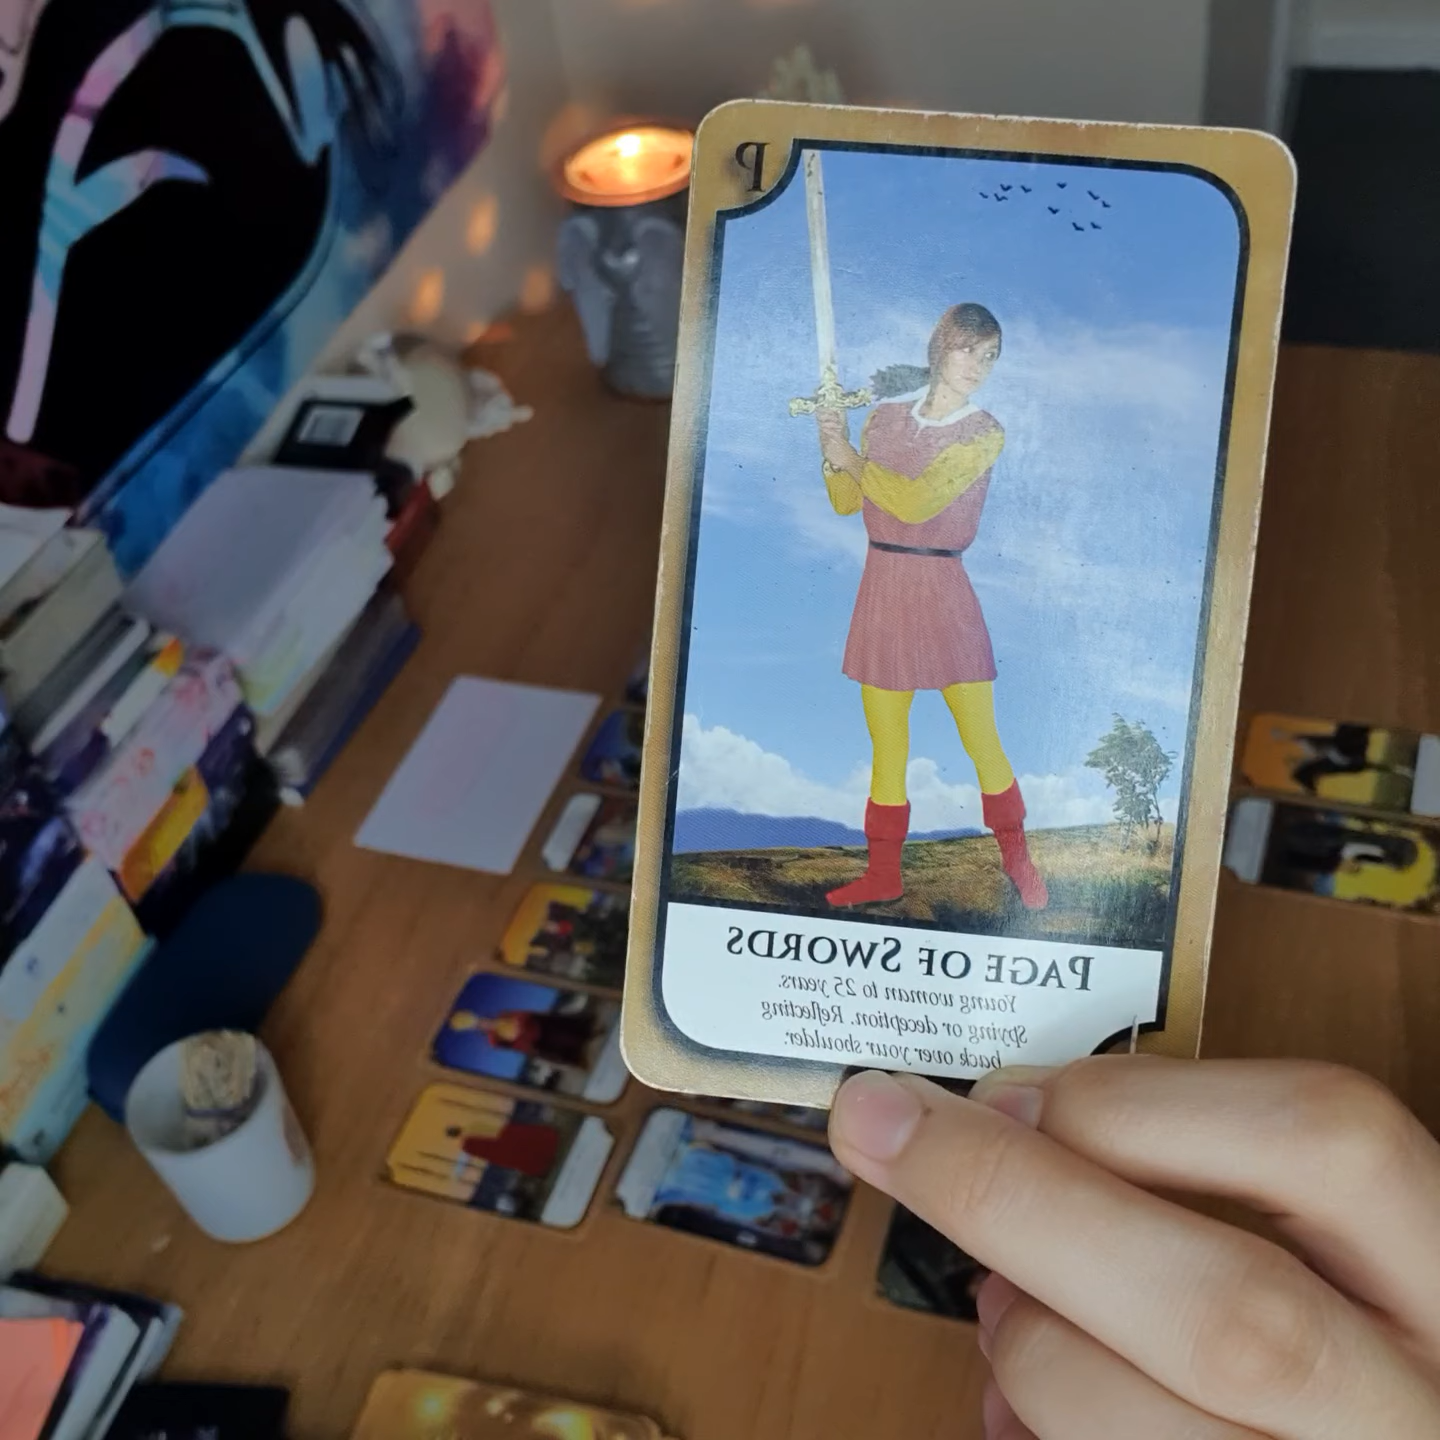 P
PAGE OF SWORDS
Young woman to 25 years.
Spying or deception. Reflecting
back over your shoulder.